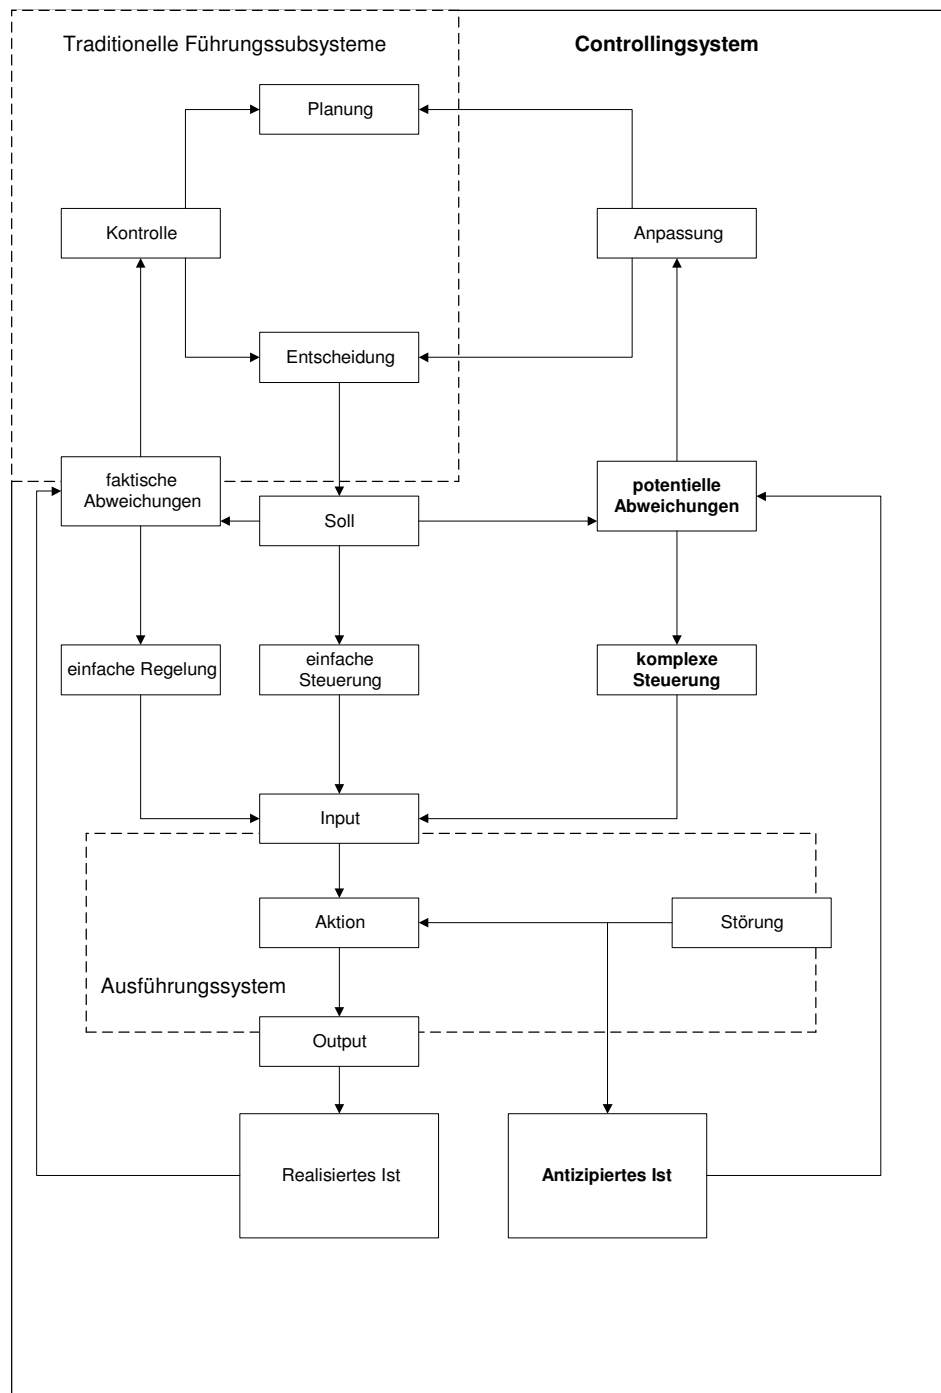 Traditionelle Führungssubsysteme
Controllingsystem
Planung
Kontrolle
Anpassung
Entscheidung
faktische
Abweichungen
Soll
potentielle
Abweichungen
einfache Regelung
einfache
Steuerung
komplexe
Steuerung
Input
Aktion
Störung
Ausführungssystem
Output
Realisiertes Ist
Antizipiertes Ist